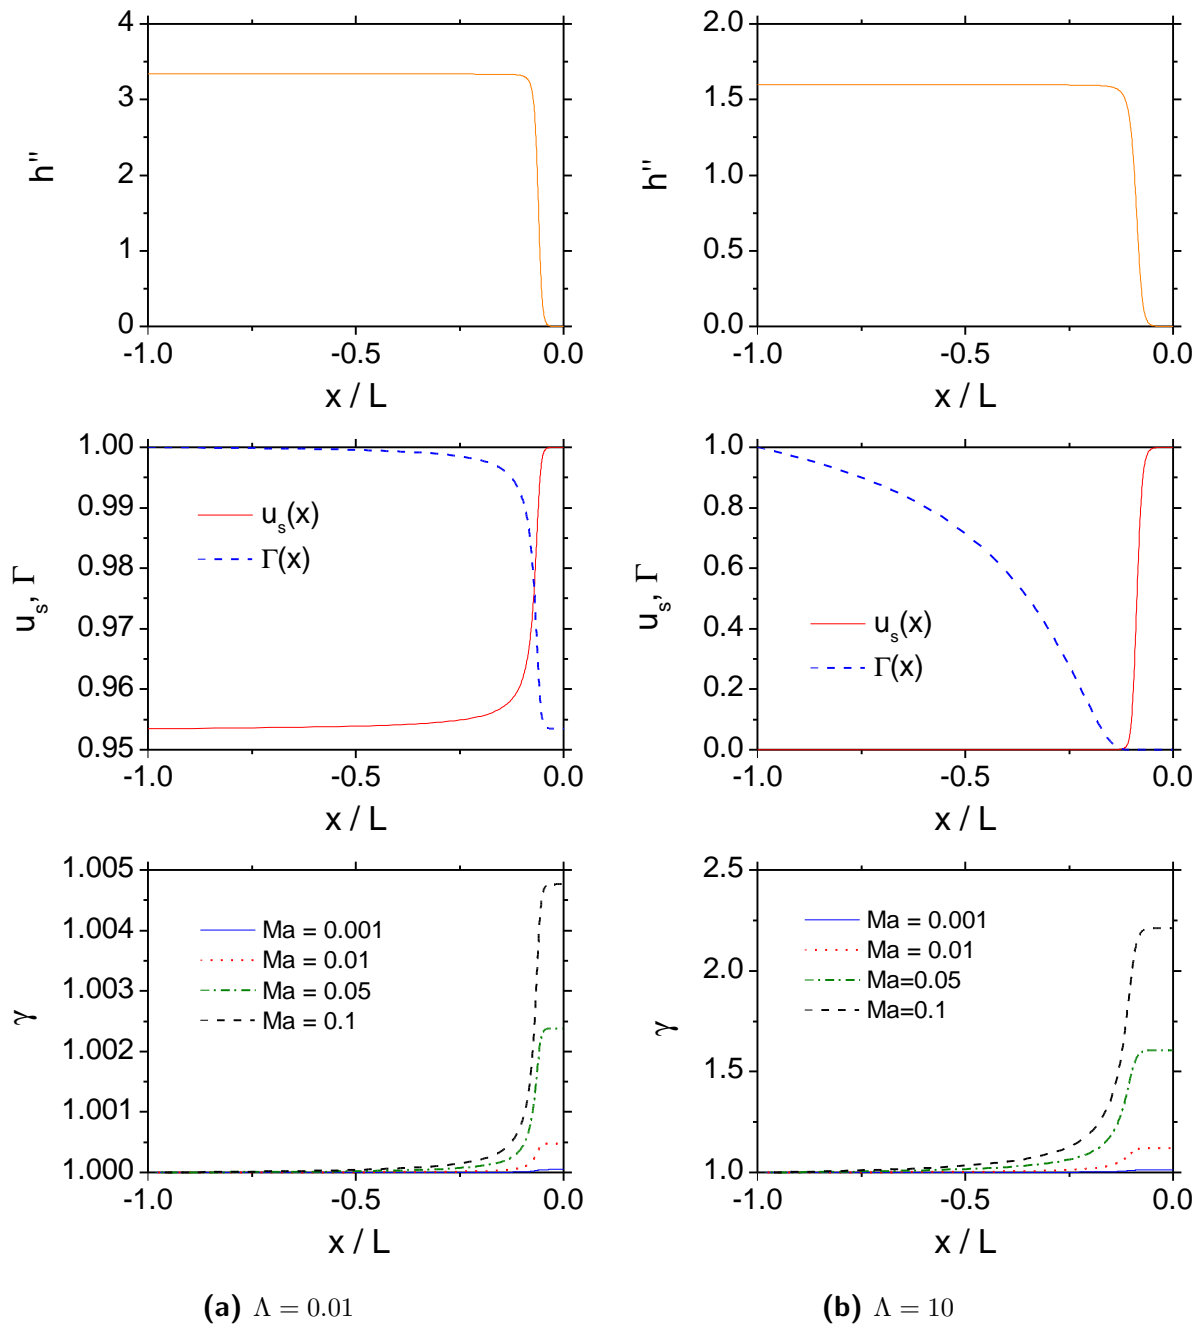 4
3
2
1
0
h''
-1.0 -0.5 0.0
x / L
2.0
1.5
1.0
0.5
0.0
h''
-1.0 -0.5 0.0
x / L
1.00
0.99
0.98
0.97
0.96
0.95
u_s, Γ
u_s(x)
Γ(x)
-1.0 -0.5 0.0
x / L
1.0
0.8
0.6
0.4
0.2
0.0
u_s, Γ
u_s(x)
Γ(x)
-1.0 -0.5 0.0
x / L
1.005
1.004
1.003
1.002
1.001
1.000
γ
Ma = 0.001
Ma = 0.01
Ma = 0.05
Ma = 0.1
-1.0 -0.5 0.0
x / L
2.5
2.0
1.5
1.0
γ
Ma = 0.001
Ma = 0.01
Ma=0.05
Ma=0.1
-1.0 -0.5 0.0
x / L
(a) Λ = 0.01
(b) Λ = 10